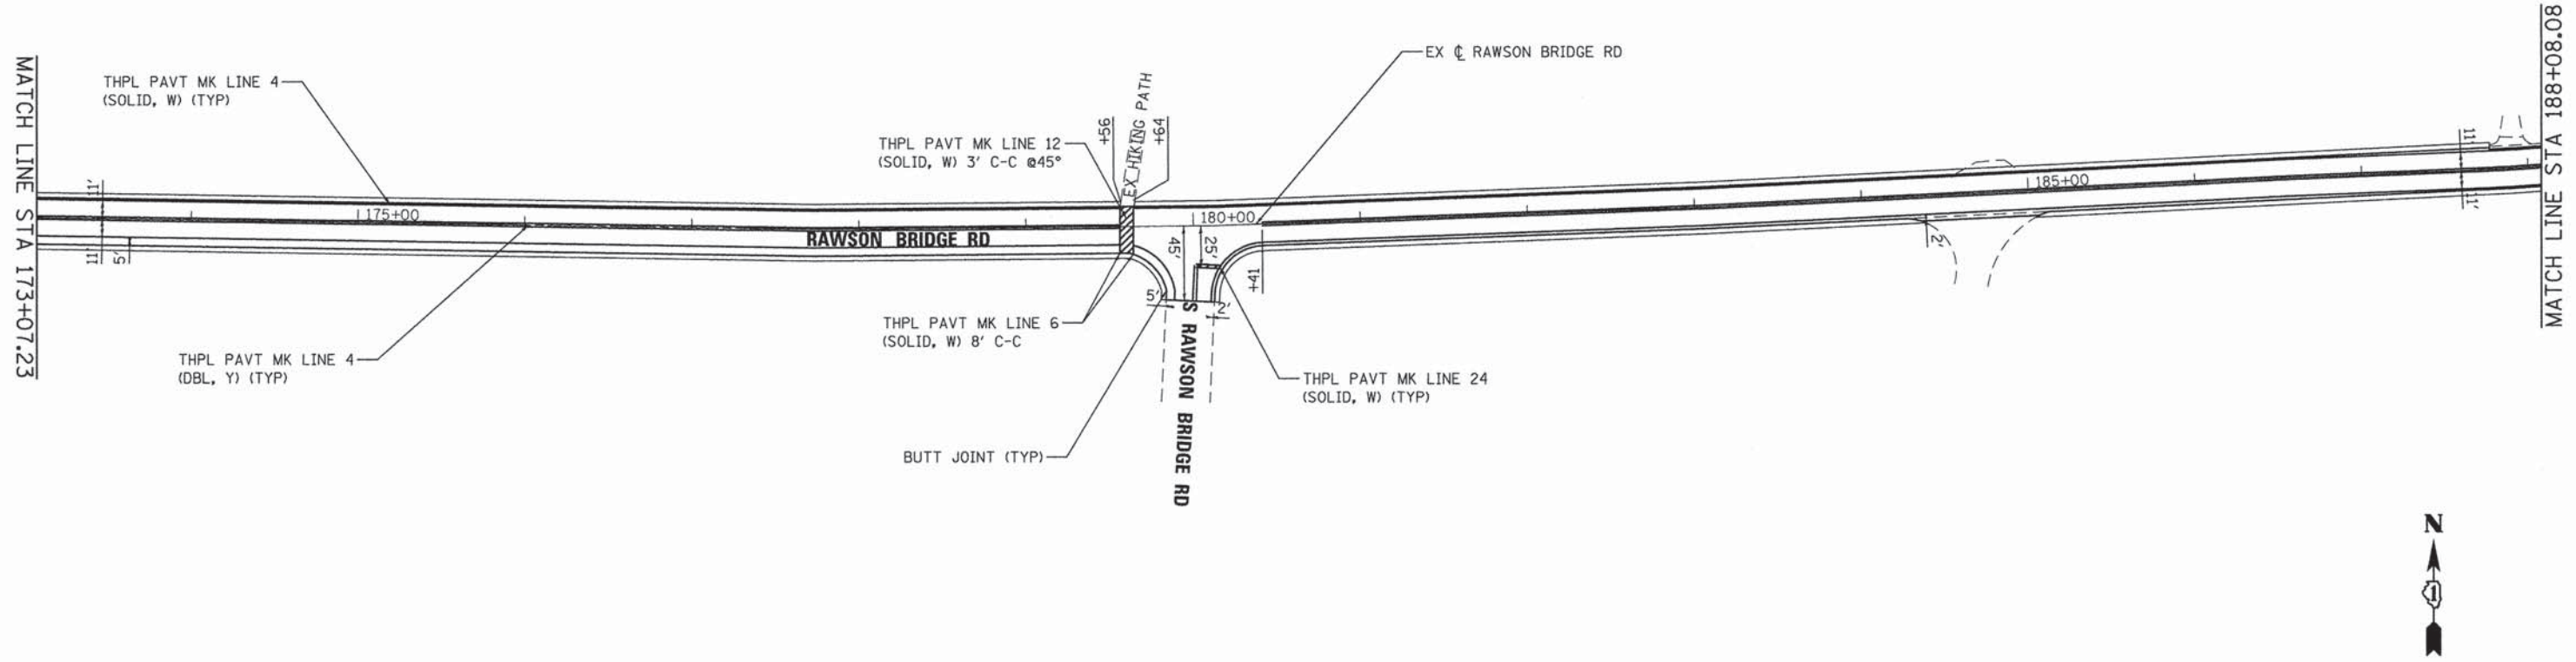 MATCH LINE STA 173+07.23
THPL PAVT MK LINE 4
(SOLID, W) (TYP)
11'
11'
5'
175+00
THPL PAVT MK LINE 4
(DBL, Y) (TYP)
RAWSON BRIDGE RD
THPL PAVT MK LINE 12
(SOLID, W) 3' C-C @45°
+56
EX HIKING PATH
+64
THPL PAVT MK LINE 6
(SOLID, W) 8' C-C
BUTT JOINT (TYP)
180+00
45'
25'
5'
2'
+41
S RAWSON BRIDGE RD
THPL PAVT MK LINE 24
(SOLID, W) (TYP)
EX ℄ RAWSON BRIDGE RD
2'
185+00
11'
11'
MATCH LINE STA 188+08.08
N
1